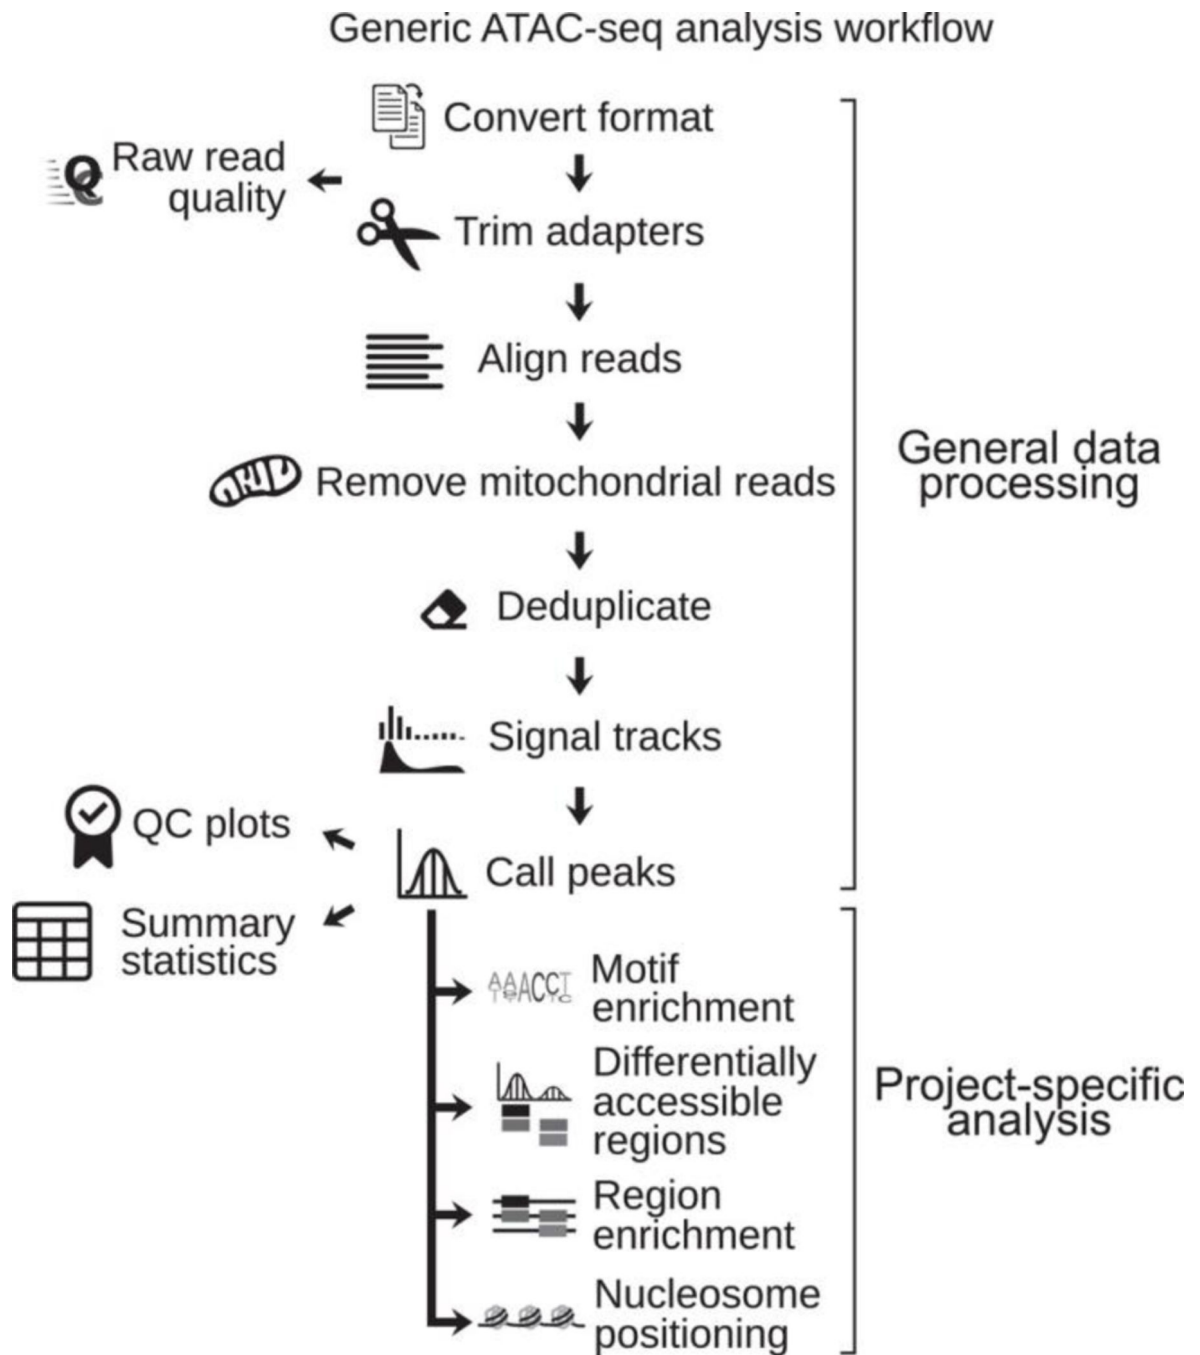 Generic ATAC-seq analysis workflow
Convert format
Raw read
quality
Trim adapters
Align reads
Remove mitochondrial reads
General data
processing
Deduplicate
Signal tracks
QC plots
Call peaks
Summary
statistics
Motif
enrichment
Differentially
accessible
regions
Project-specific
analysis
Region
enrichment
Nucleosome
positioning